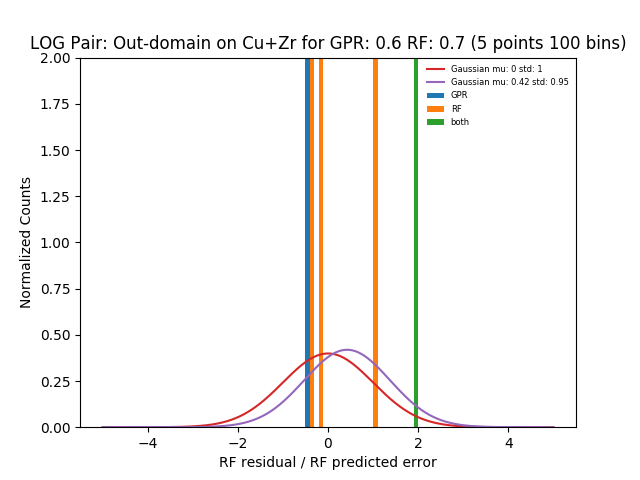 LOG Pair: Out-domain on Cu+Zr for GPR: 0.6 RF: 0.7 (5 points 100 bins)
2.00
1.75
1.50
1.25
1.00
0.75
0.50
0.25
0.00
Normalized Counts
Gaussian mu: 0 std: 1
Gaussian mu: 0.42 std: 0.95
GPR
RF
both
−4
−2
0
2
4
RF residual / RF predicted error